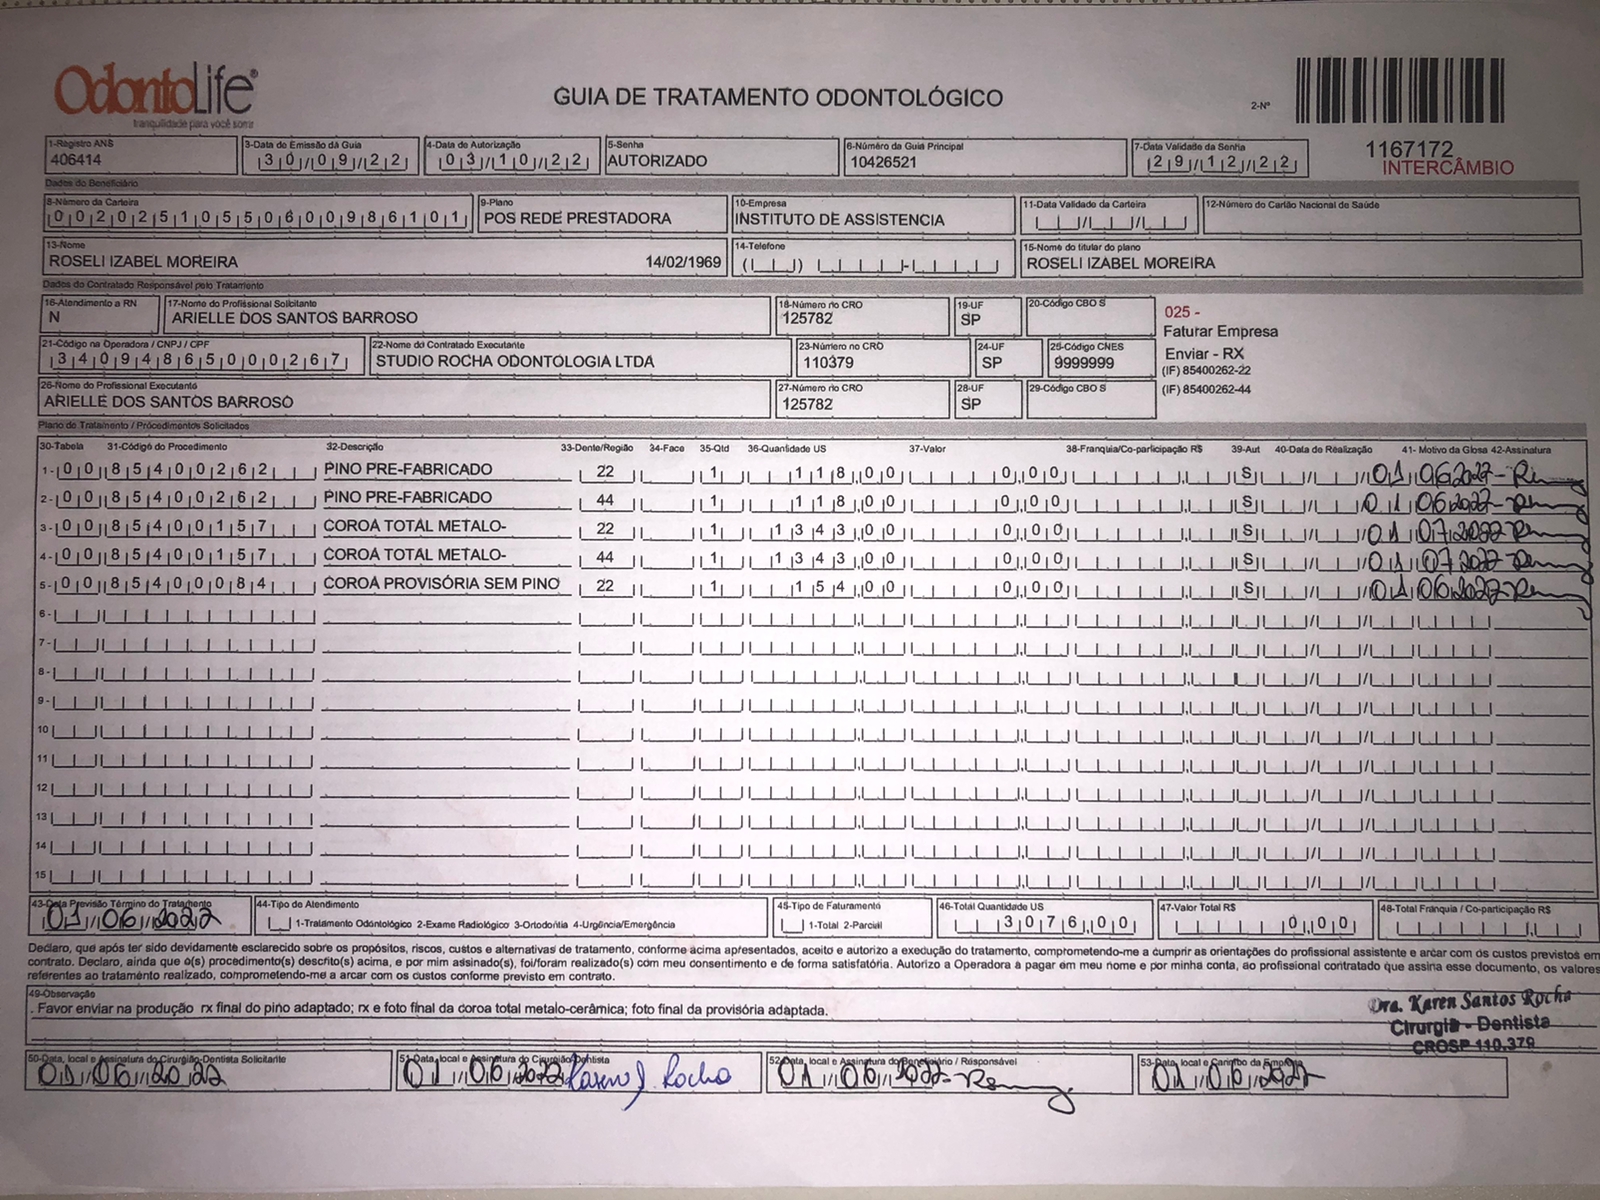 OdontoLife®
tranquilidade para você sorrir
GUIA DE TRATAMENTO ODONTOLÓGICO
2-Nº
1167172
INTERCÂMBIO
1-Registro ANS
406414
3-Data de Emissão da Guia
30/09/22
4-Data de Autorização
03/10/22
5-Senha
AUTORIZADO
6-Número da Guia Principal
10426521
7-Data Validade da Senha
29/12/22
Dados do Beneficiário
8-Número da Carteira
00202510550600986101
9-Plano
POS REDE PRESTADORA
10-Empresa
INSTITUTO DE ASSISTENCIA
11-Data Validade da Carteira
12-Número do Cartão Nacional de Saúde
13-Nome
ROSELI IZABEL MOREIRA 14/02/1969
14-Telefone
15-Nome do titular do plano
ROSELI IZABEL MOREIRA
Dados do Contratado Responsável pelo Tratamento
16-Atendimento a RN
N
17-Nome do Profissional Solicitante
ARIELLE DOS SANTOS BARROSO
18-Número no CRO
125782
19-UF
SP
20-Código CBO S
025 -
Faturar Empresa
Enviar - RX
(IF) 85400262-22
(IF) 85400262-44
21-Código na Operadora / CNPJ / CPF
34094865000267
22-Nome do Contratado Executante
STUDIO ROCHA ODONTOLOGIA LTDA
23-Número no CRO
110379
24-UF
SP
25-Código CNES
9999999
26-Nome do Profissional Executante
ARIELLE DOS SANTOS BARROSO
27-Número no CRO
125782
28-UF
SP
29-Código CBO S
Plano de Tratamento / Procedimentos Solicitados
30-Tabela 31-Código do Procedimento 32-Descrição 33-Dente/Região 34-Face 35-Qtd 36-Quantidade US 37-Valor 38-Franquia/Co-participação R$ 39-Aut 40-Data de Realização 41- Motivo da Glosa 42-Assinatura
1- 00 85400262 PINO PRE-FABRICADO 22 1 118,00 0,00 S 01 06 2022
2- 00 85400262 PINO PRE-FABRICADO 44 1 118,00 0,00 S 01 06 2022
3- 00 85400157 COROA TOTAL METALO- 22 1 1343,00 0,00 S 01 07 2022
4- 00 85400157 COROA TOTAL METALO- 44 1 1343,00 0,00 S 01 07 2022
5- 00 85400084 COROA PROVISÓRIA SEM PINO 22 1 154,00 0,00 S 01 06 2022
6-
7-
8-
9-
10
11
12
13
14
15
43-Data Previsão Término do Tratamento
01/06/2022
44-Tipo de Atendimento
1-Tratamento Odontológico 2-Exame Radiológico 3-Ortodontia 4-Urgência/Emergência
45-Tipo de Faturamento
1-Total 2-Parcial
46-Total Quantidade US
3076,00
47-Valor Total R$
0,00
48-Total Franquia / Co-participação R$
Declaro, que após ter sido devidamente esclarecido sobre os propósitos, riscos, custos e alternativas de tratamento, conforme acima apresentados, aceito e autorizo a execução do tratamento, comprometendo-me a cumprir as orientações do profissional assistente e arcar com os custos previstos em
contrato. Declaro, ainda que o(s) procedimento(s) descrito(s) acima, e por mim assinado(s), foi/foram realizado(s) com meu consentimento e de forma satisfatória. Autorizo a Operadora a pagar em meu nome e por minha conta, ao profissional contratado que assina esse documento, os valores
referentes ao tratamento realizado, comprometendo-me a arcar com os custos conforme previsto em contrato.
49-Observação
. Favor enviar na produção rx final do pino adaptado; rx e foto final da coroa total metalo-cerâmica; foto final da provisória adaptada.
Dra. Karen Santos Rocha
Cirurgiã - Dentista
CROSP 110.379
50-Data, local e Assinatura do Cirurgião-Dentista Solicitante
01/06/2022
51-Data, local e Assinatura do Cirurgião Dentista
01/06/2022 Karen S Rocha
52-Data, local e Assinatura do Beneficiário / Responsável
01/06/2022
53-Data, local e Carimbo da Empresa
01/06/2022